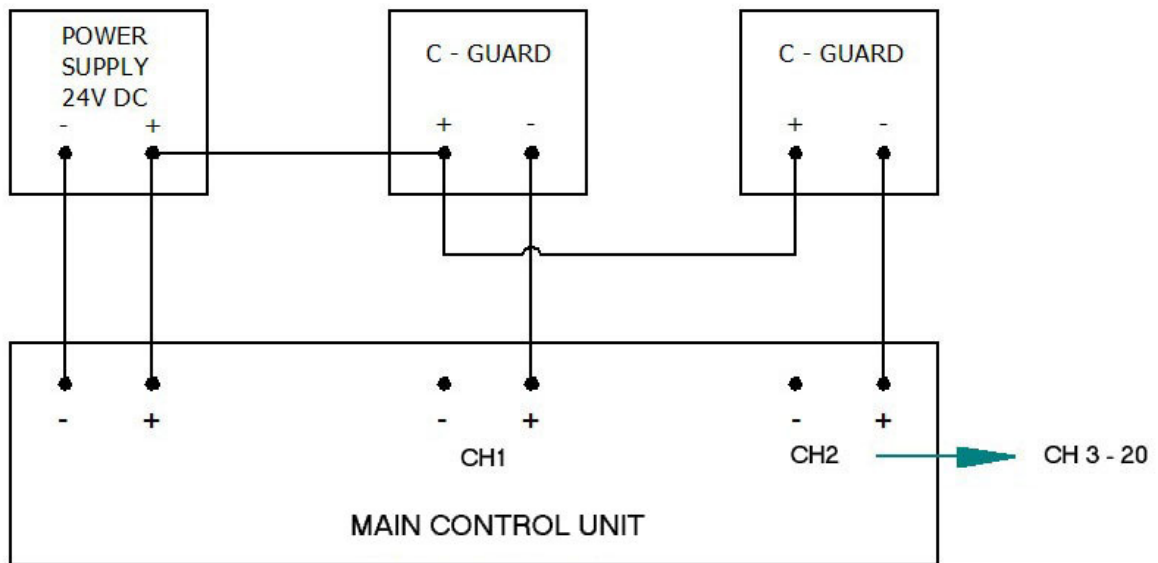 POWER
SUPPLY
24V DC
- +
C - GUARD
+ -
C - GUARD
+ -
- +
- +
- +
CH1
CH2
CH 3 - 20
MAIN CONTROL UNIT